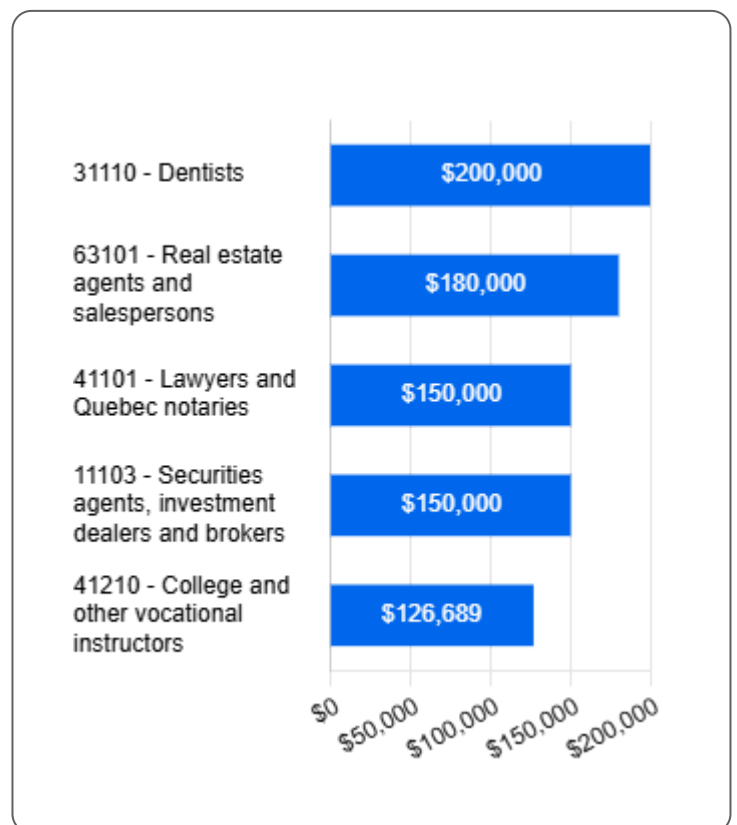 31110 - Dentists
$200,000
63101 - Real estate
agents and
salespersons
$180,000
41101 - Lawyers and
Quebec notaries
$150,000
11103 - Securities
agents, investment
dealers and brokers
$150,000
41210 - College and
other vocational
instructors
$126,689
$0
$50,000
$100,000
$150,000
$200,000